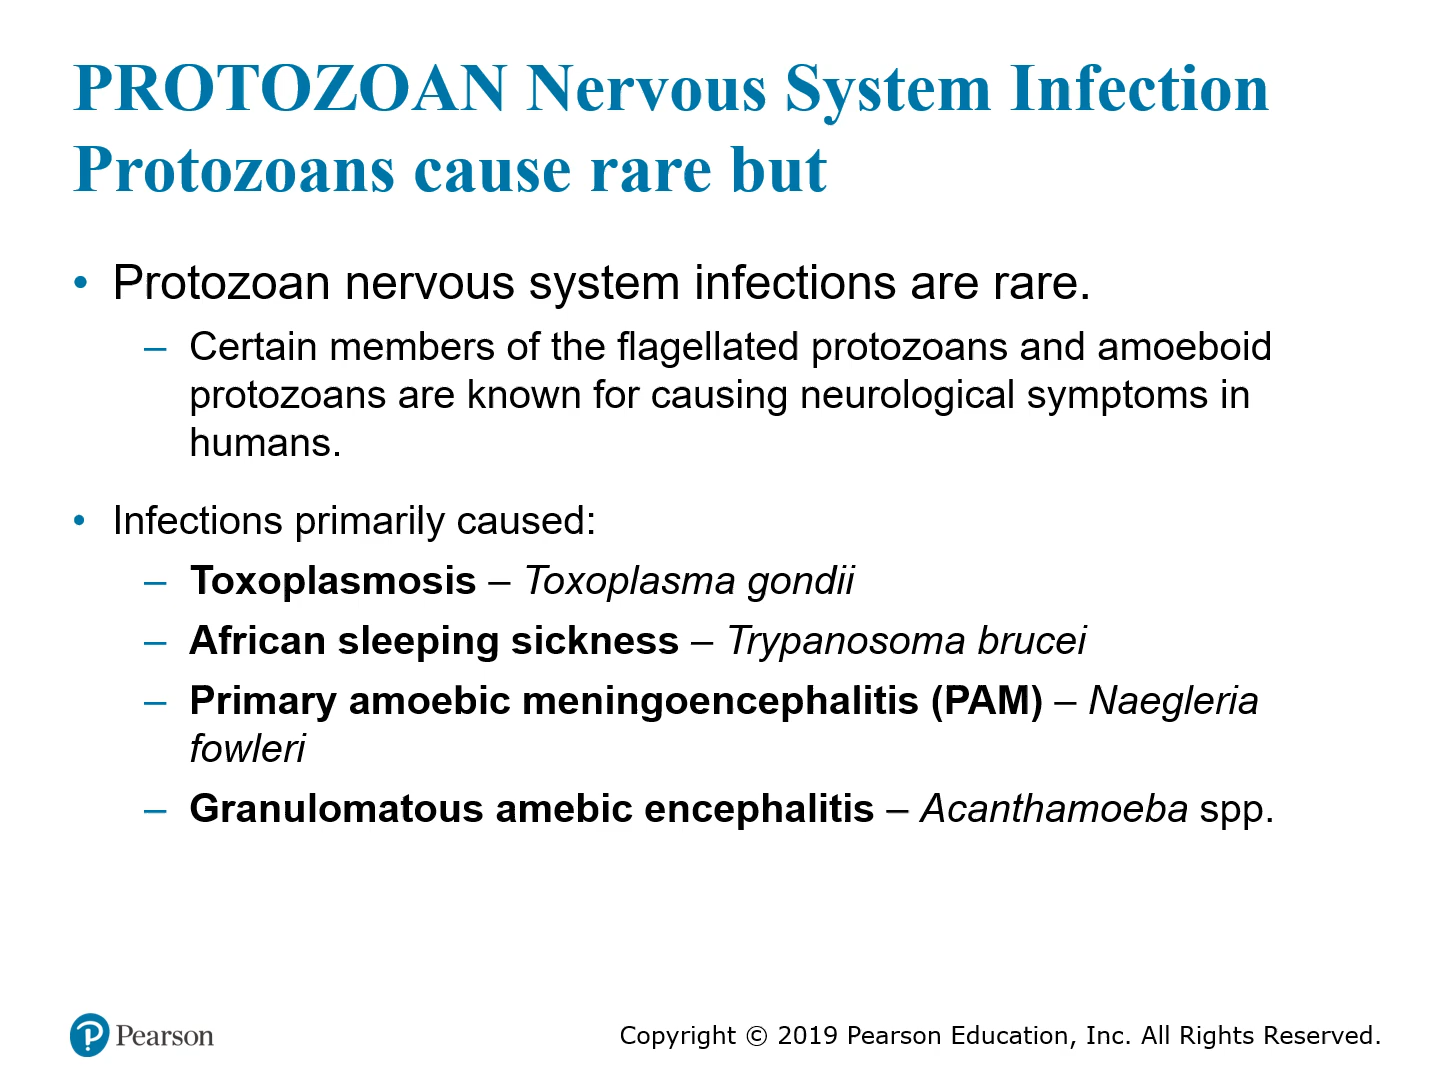 PROTOZOAN Nervous System Infection
Protozoans cause rare but
• Protozoan nervous system infections are rare.
– Certain members of the flagellated protozoans and amoeboid
protozoans are known for causing neurological symptoms in
humans.
• Infections primarily caused:
– Toxoplasmosis – Toxoplasma gondii
– African sleeping sickness – Trypanosoma brucei
– Primary amoebic meningoencephalitis (PAM) – Naegleria
fowleri
– Granulomatous amebic encephalitis – Acanthamoeba spp.
Pearson
Copyright © 2019 Pearson Education, Inc. All Rights Reserved.